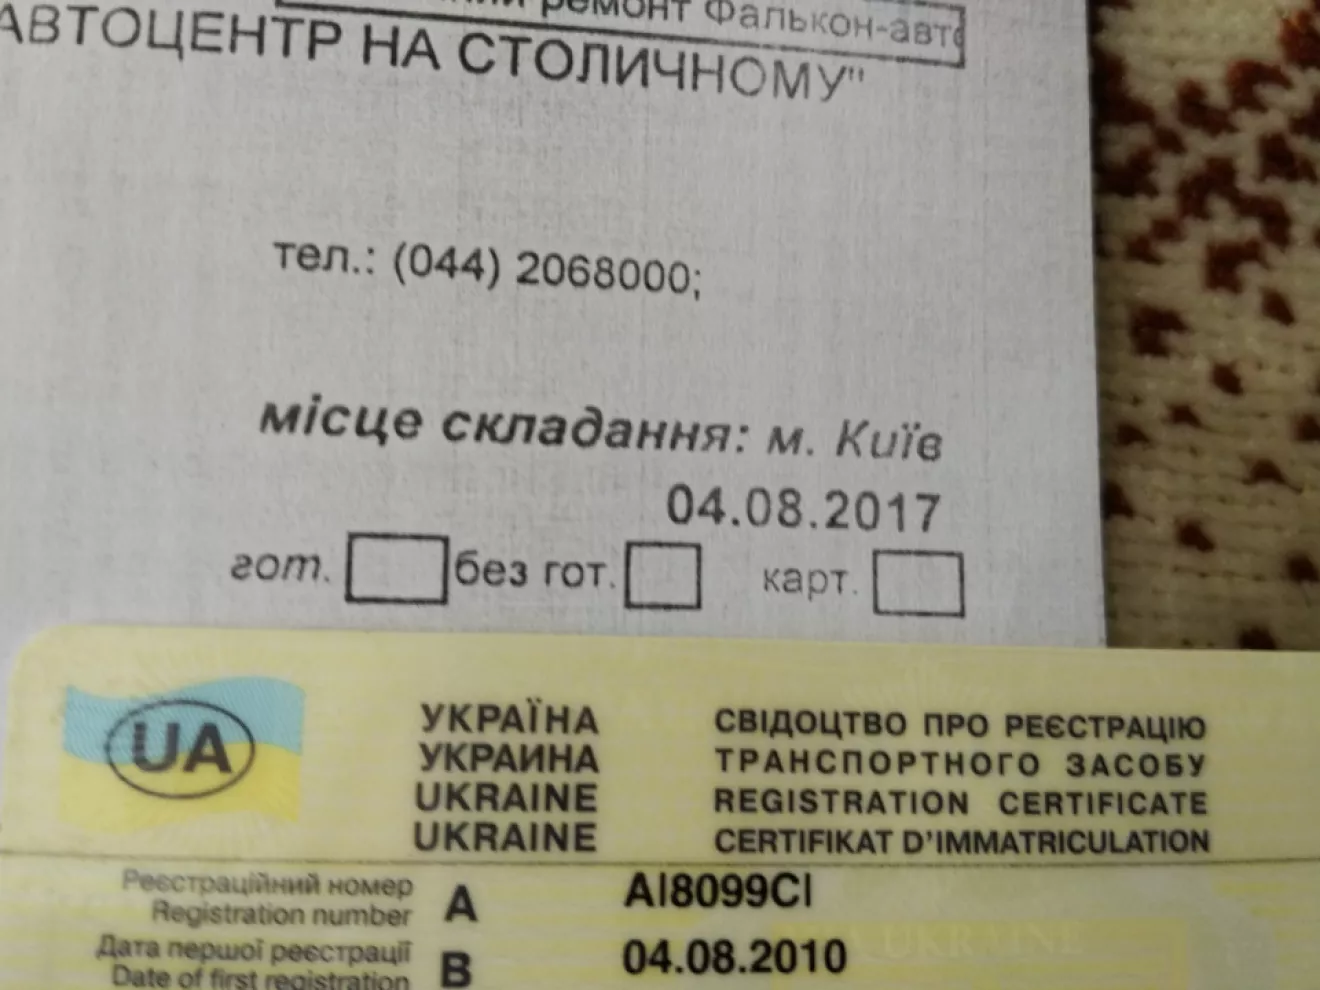 ремонт Фалькон-авто
АВТОЦЕНТР НА СТОЛИЧНОМУ"
тел.: (044) 2068000;
місце складання: м. Київ
04.08.2017
гот. без гот. карт.
UA
УКРАЇНА СВІДОЦТВО ПРО РЕЄСТРАЦІЮ
УКРАИНА ТРАНСПОРТНОГО ЗАСОБУ
UKRAINE REGISTRATION CERTIFICATE
UKRAINE CERTIFIKAT D'IMMATRICULATION
Реєстраційний номер
Registration number A AI8099CI
Дата першої реєстрації
Date of first registration B 04.08.2010
UKRAINE